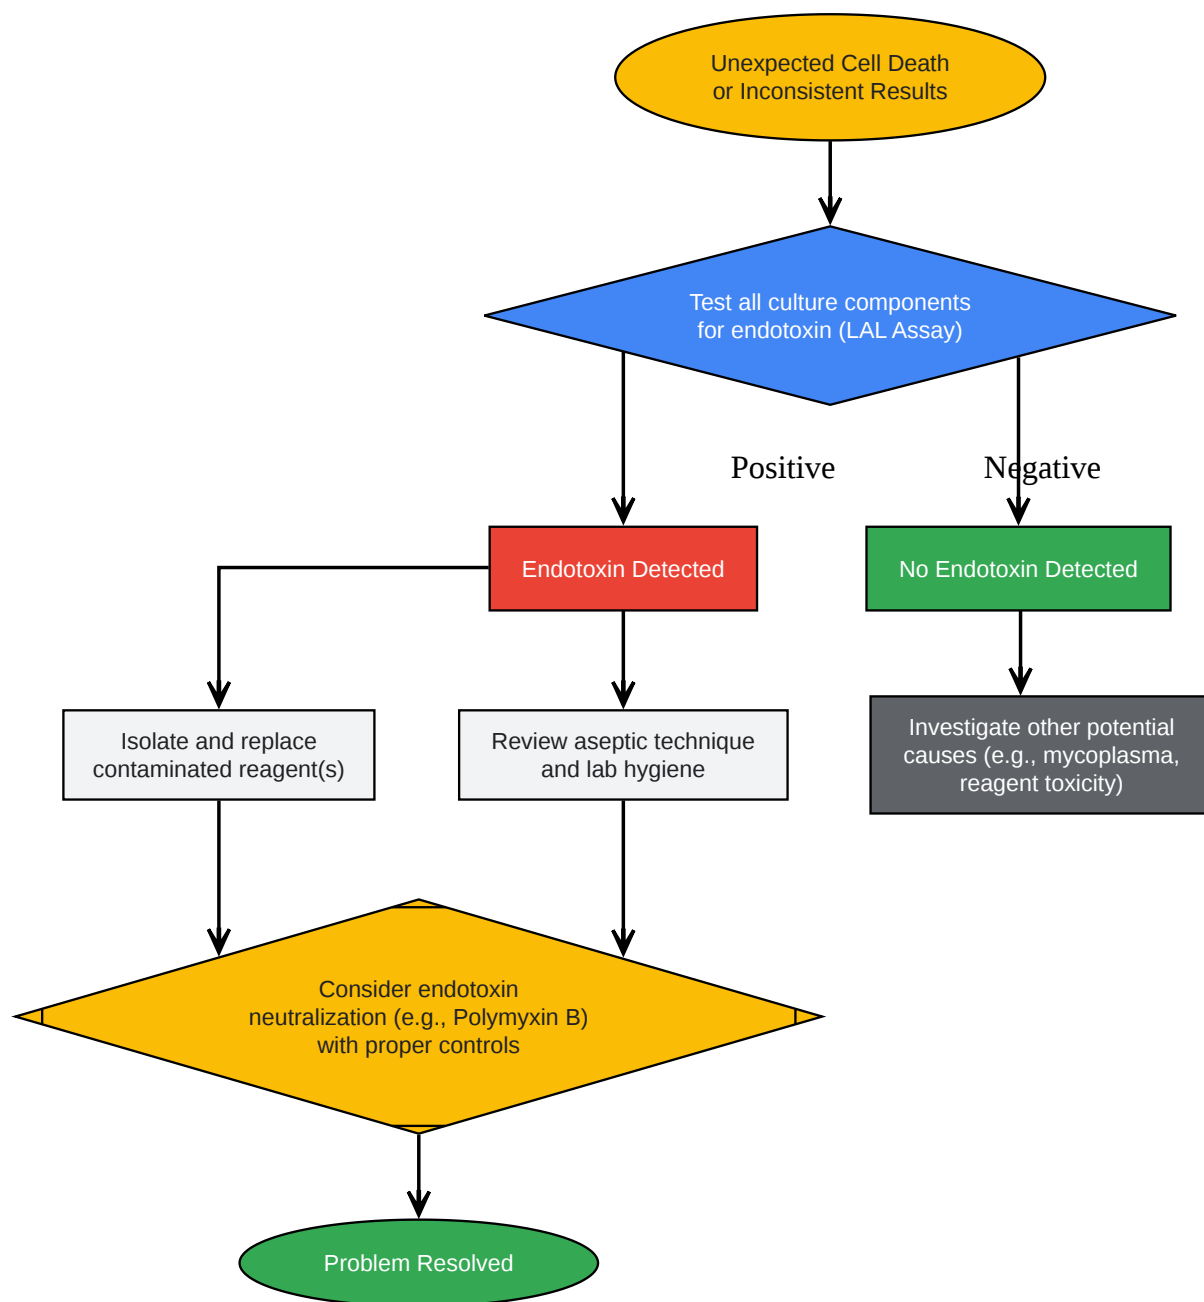 Unexpected Cell Death
or Inconsistent Results
Test all culture components
for endotoxin (LAL Assay)
Positive
Negative
Endotoxin Detected
No Endotoxin Detected
Isolate and replace
contaminated reagent(s)
Review aseptic technique
and lab hygiene
Investigate other potential
causes (e.g., mycoplasma,
reagent toxicity)
Consider endotoxin
neutralization (e.g., Polymyxin B)
with proper controls
Problem Resolved